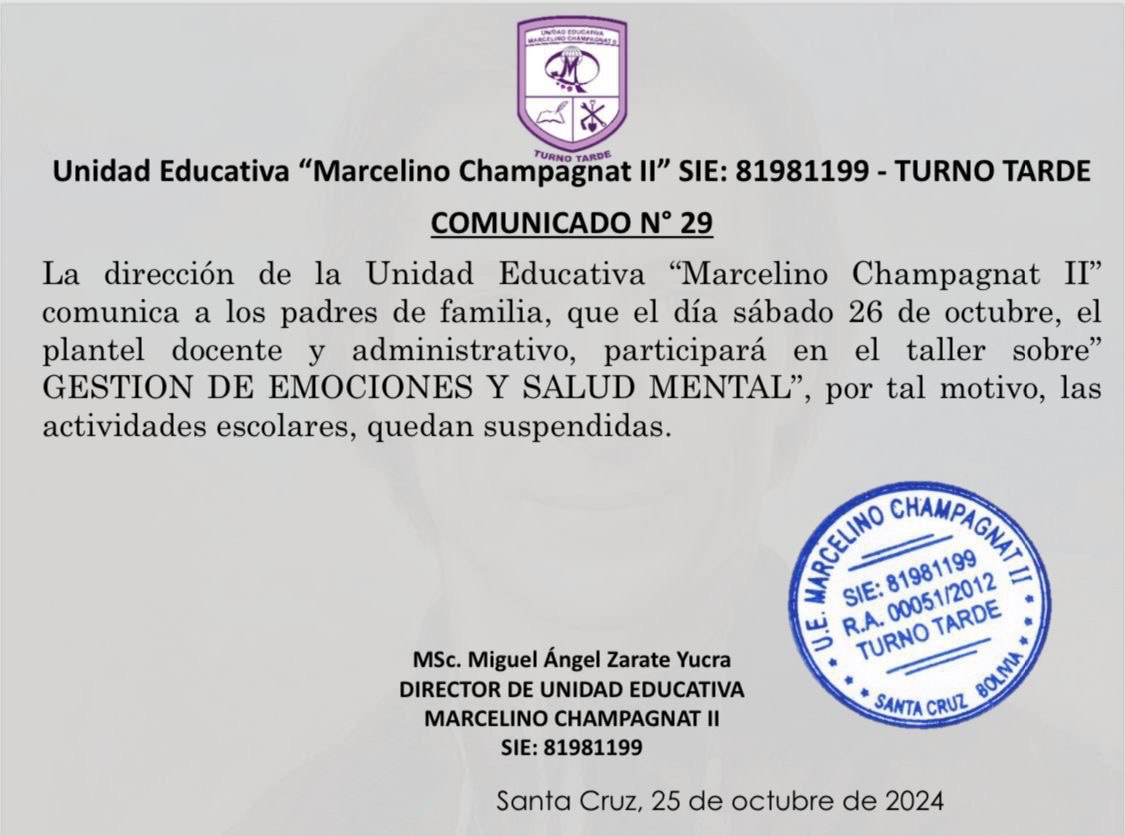 UNIDAD EDUCATIVA
MARCELINO CHAMPAGNAT II
TURNO TARDE
Unidad Educativa “Marcelino Champagnat II” SIE: 81981199 - TURNO TARDE
COMUNICADO N° 29
La dirección de la Unidad Educativa “Marcelino Champagnat II”
comunica a los padres de familia, que el día sábado 26 de octubre, el
plantel docente y administrativo, participará en el taller sobre”
GESTION DE EMOCIONES Y SALUD MENTAL”, por tal motivo, las
actividades escolares, quedan suspendidas.
U.E. MARCELINO CHAMPAGNAT II
SIE: 81981199
R.A. 00051/2012
TURNO TARDE
SANTA CRUZ BOLIVIA
MSc. Miguel Ángel Zarate Yucra
DIRECTOR DE UNIDAD EDUCATIVA
MARCELINO CHAMPAGNAT II
SIE: 81981199
Santa Cruz, 25 de octubre de 2024